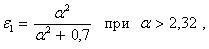 ε₁ = α² / (α² + 0,7) при α > 2,32 ,